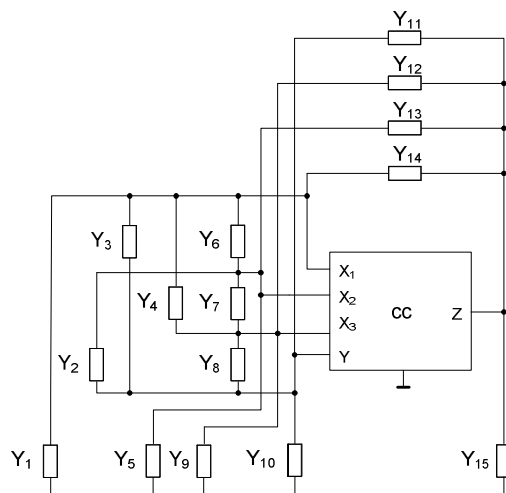 Y₁₁
Y₁₂
Y₁₃
Y₁₄
Y₃
Y₆
Y₄
Y₇
Y₂
Y₈
X₁
X₂
X₃
Y
CC
Z
Y₁
Y₅
Y₉
Y₁₀
Y₁₅